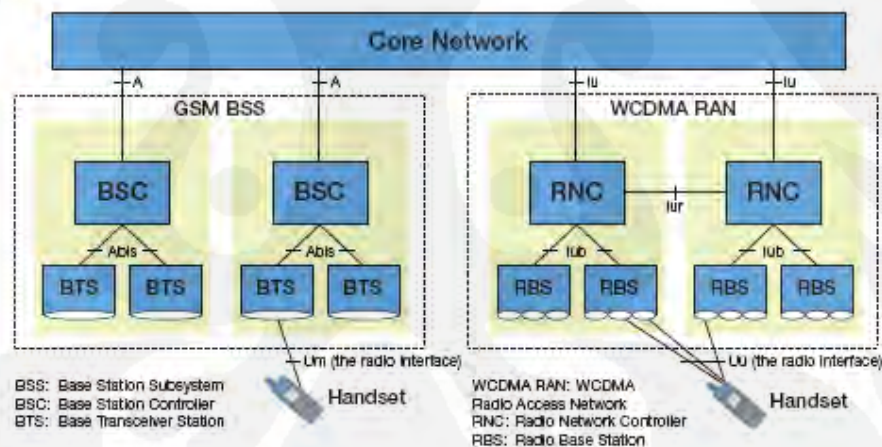 Core Network
A
A
Iu
Iu
GSM BSS
WCDMA RAN
BSC
BSC
RNC
RNC
Iur
Abis
Abis
Iub
Iub
BTS
BTS
BTS
BTS
RBS
RBS
RBS
RBS
Um (the radio interface)
Uu (the radio interface)
Handset
Handset
BSS: Base Station Subsystem
BSC: Base Station Controller
BTS: Base Transceiver Station
WCDMA RAN: WCDMA
Radio Access Network
RNC: Radio Network Controller
RBS: Radio Base Station